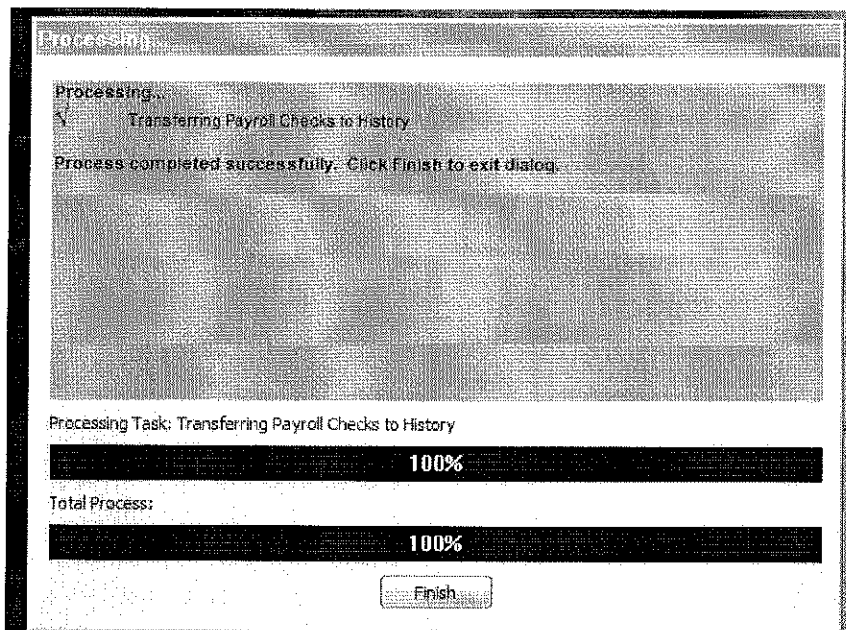 Processing
Processing...
√ Transferring Payroll Checks to History
Process completed successfully. Click Finish to exit dialog.
Processing Task: Transferring Payroll Checks to History
100%
Total Process:
100%
Finish